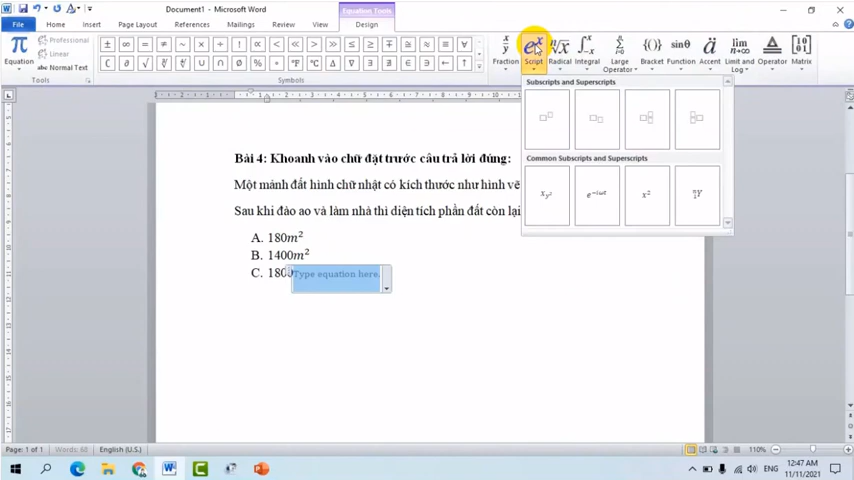 Document1 - Microsoft Word
Equation Tools
File
Home
Insert
Page Layout
References
Mailings
Review
View
Design
Equation
Professional
Linear
Normal Text
Tools
Symbols
Fraction
Script
Radical
Integral
Large
Operator
Bracket
Function
Accent
Limit and
Log
Operator
Matrix
Subscripts and Superscripts
Common Subscripts and Superscripts
Bài 4: Khoanh vào chữ đặt trước câu trả lời đúng:
Một mảnh đất hình chữ nhật có kích thước như hình vẽ
Sau khi đào ao và làm nhà thì diện tích phần đất còn lại
A. 180m²
B. 1400m²
C. 1800
Type equation here.
Page: 1 of 1
Words: 68
English (U.S.)
110%
ENG
12:47 AM
11/11/2021